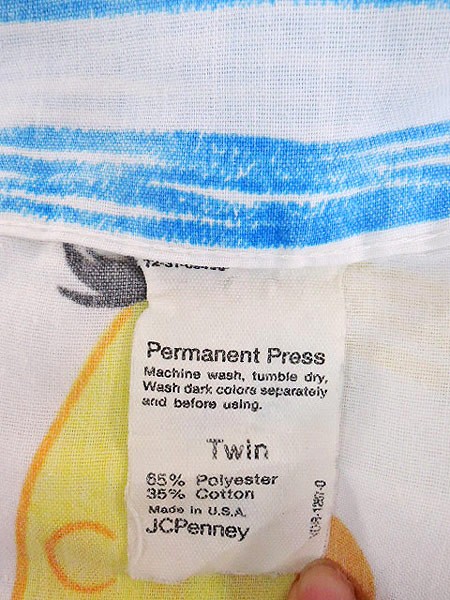 Permanent Press
Machine wash, tumble dry.
Wash dark colors separately
and before using.
Twin
65% Polyester
35% Cotton
Made in U.S.A.
JCPenney